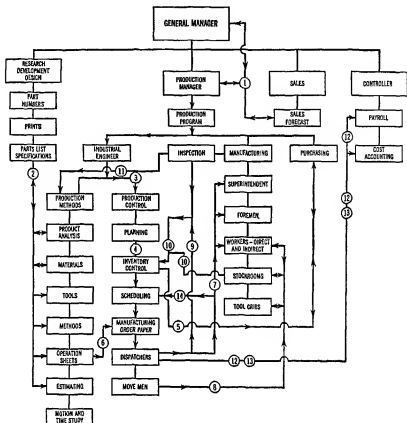 GENERAL MANAGER
RESEARCH
DEVELOPMENT
DESIGN
PRODUCTION
MANAGER
1
SALES
CONTROLLER
PART
NUMBERS
PRODUCTION
PROGRAM
SALES
FORECAST
PAYROLL
PRINTS
12
PARTS LIST
SPECIFICATIONS
INDUSTRIAL
ENGINEER
INSPECTION
MANUFACTURING
PURCHASING
COST
ACCOUNTING
2
11
3
12
13
PRODUCTION
METHODS
PRODUCTION
CONTROL
SUPERINTENDENT
PRODUCT
ANALYSIS
PLANNING
FOREMEN
4
10
9
WORKERS - DIRECT
AND INDIRECT
MATERIALS
INVENTORY
CONTROL
10
STOCKROOMS
7
TOOLS
SCHEDULING
14
TOOL CRIBS
METHODS
MANUFACTURING
ORDER PAPER
5
6
OPERATION
SHEETS
DISPATCHERS
12
13
ESTIMATING
MOVE MEN
8
MOTION AND
TIME STUDY